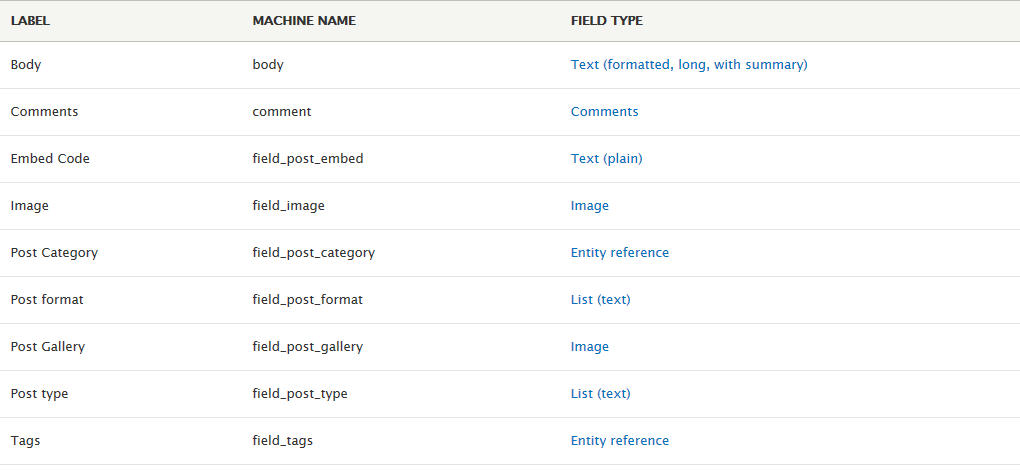 LABEL MACHINE NAME FIELD TYPE
Body body Text (formatted, long, with summary)
Comments comment Comments
Embed Code field_post_embed Text (plain)
Image field_image Image
Post Category field_post_category Entity reference
Post format field_post_format List (text)
Post Gallery field_post_gallery Image
Post type field_post_type List (text)
Tags field_tags Entity reference